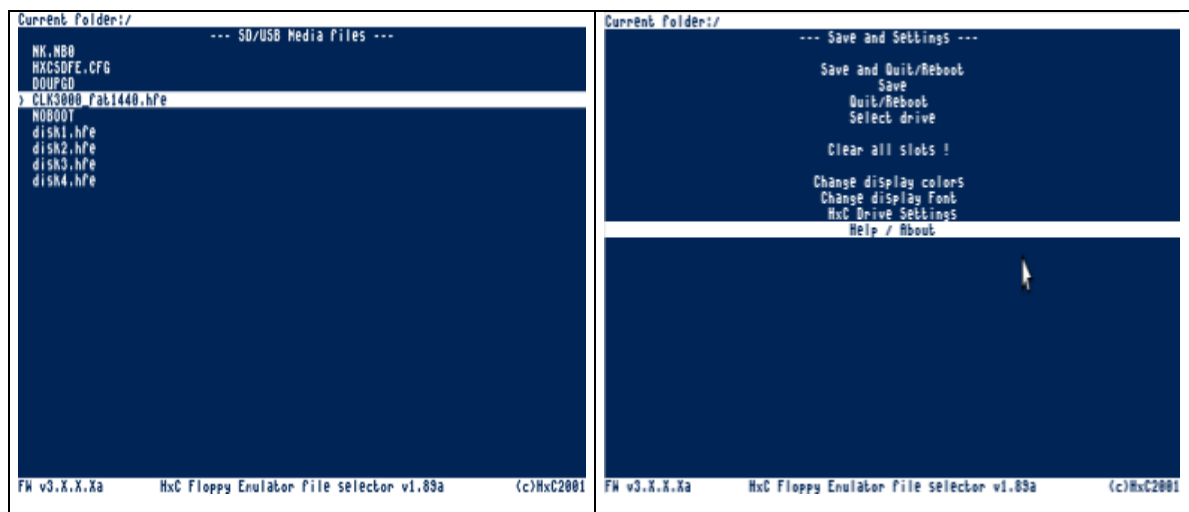 Current folder:/
--- SD/USB Media files ---
NK.NB0
HXCSDFE.CFG
DOUPGD
> CLK3000_fat1440.hfe
NOBOOT
disk1.hfe
disk2.hfe
disk3.hfe
disk4.hfe
FW v3.X.X.Xa HxC Floppy Emulator file selector v1.89a (c)HxC2001
Current folder:/
--- Save and Settings ---
Save and Quit/Reboot
Save
Quit/Reboot
Select drive
Clear all slots !
Change display colors
Change display Font
HxC Drive Settings
Help / About
FW v3.X.X.Xa HxC Floppy Emulator file selector v1.89a (c)HxC2001